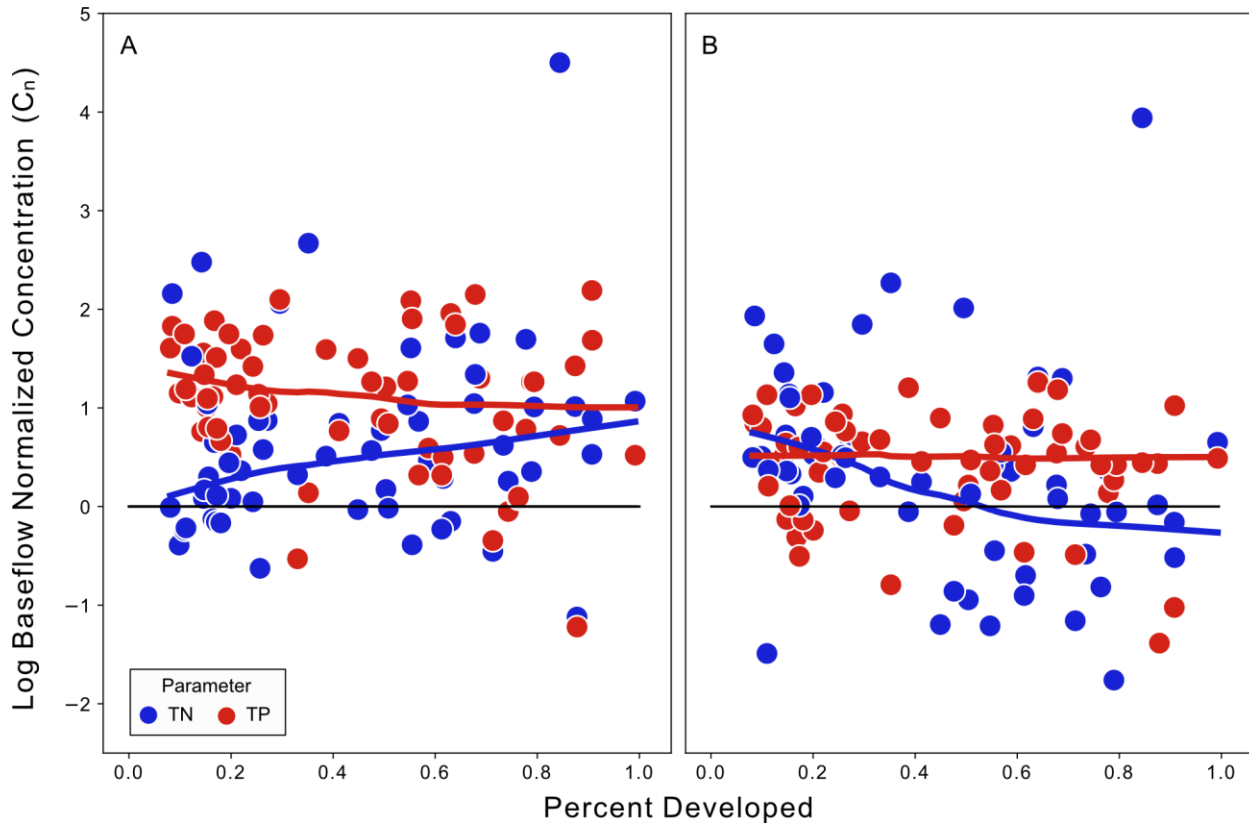 A
B
Log Baseflow Normalized Concentration (Cₙ)
5
4
3
2
1
0
−1
−2
Parameter
TN TP
0.0 0.2 0.4 0.6 0.8 1.0
0.0 0.2 0.4 0.6 0.8 1.0
Percent Developed